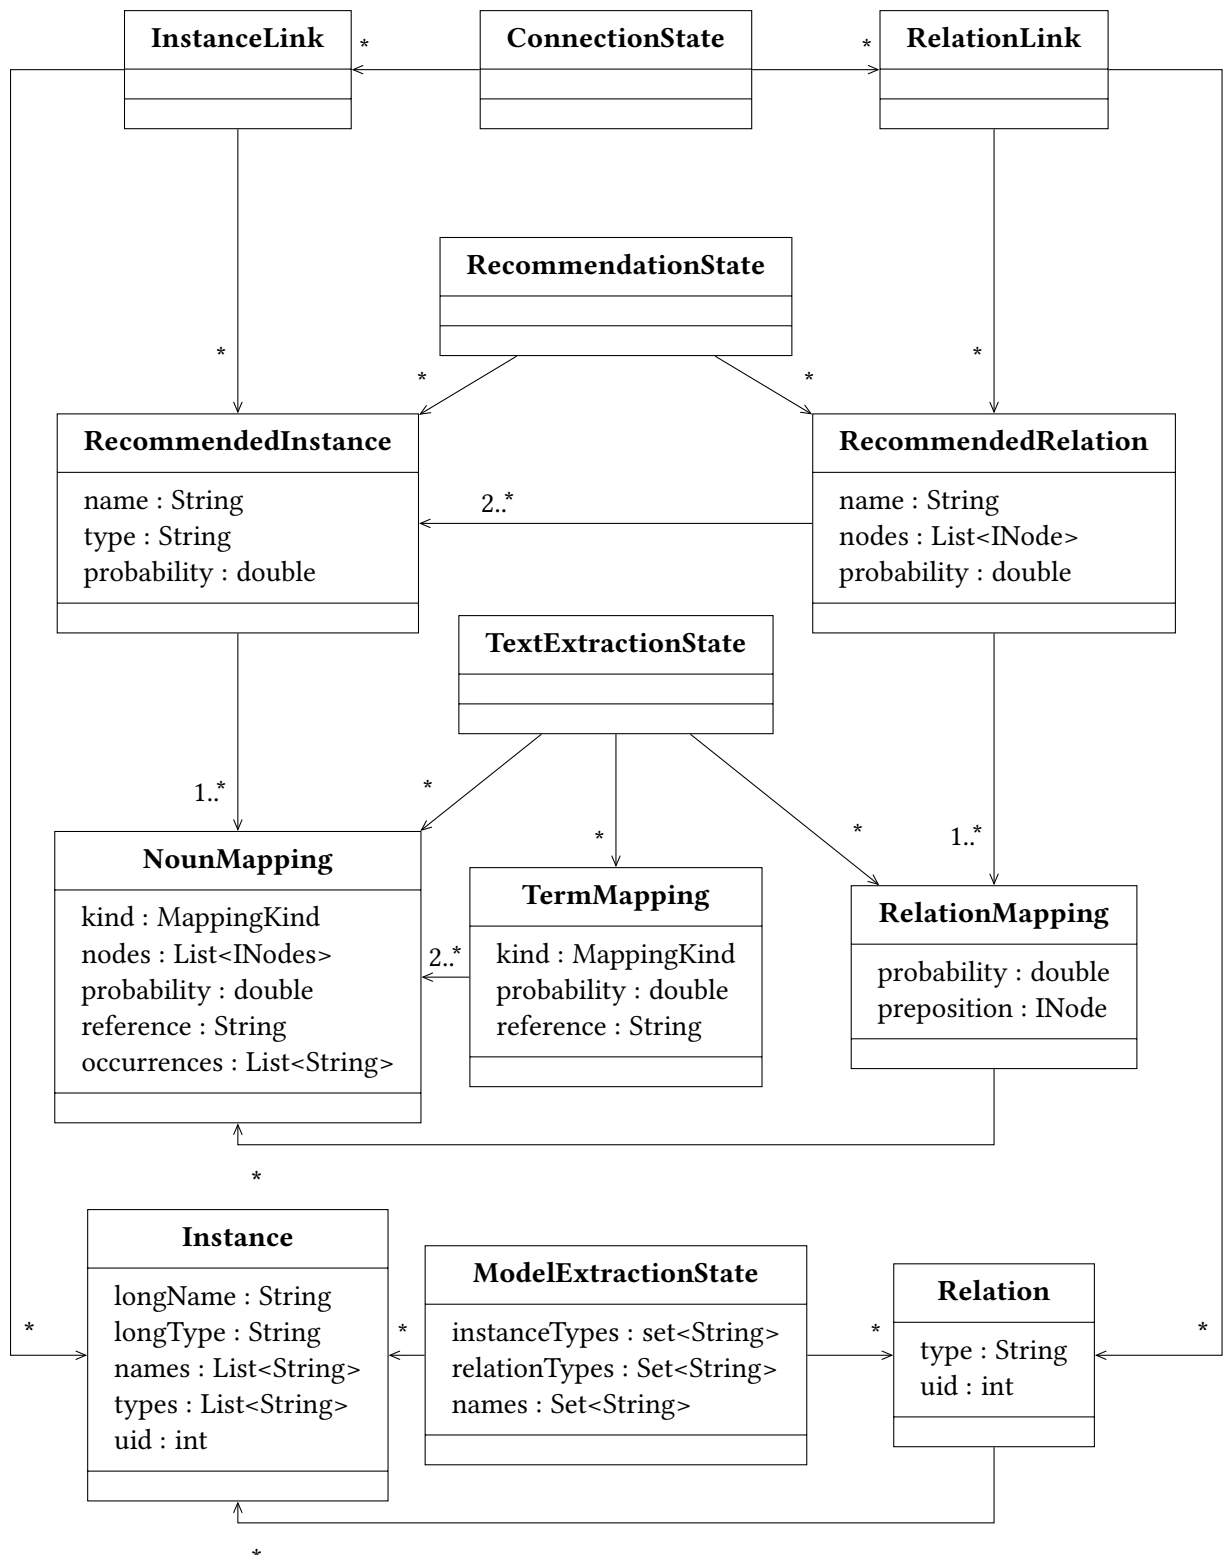 InstanceLink
*
ConnectionState
*
RelationLink
RecommendationState
*
*
*
*
RecommendedInstance
name : String
type : String
probability : double
2..*
RecommendedRelation
name : String
nodes : List<INode>
probability : double
TextExtractionState
1..*
*
*
*
1..*
NounMapping
kind : MappingKind
nodes : List<INodes>
probability : double
reference : String
occurrences : List<String>
2..*
TermMapping
kind : MappingKind
probability : double
reference : String
RelationMapping
probability : double
preposition : INode
*
Instance
longName : String
longType : String
names : List<String>
types : List<String>
uid : int
*
*
ModelExtractionState
instanceTypes : set<String>
relationTypes : Set<String>
names : Set<String>
*
Relation
type : String
uid : int
*
*